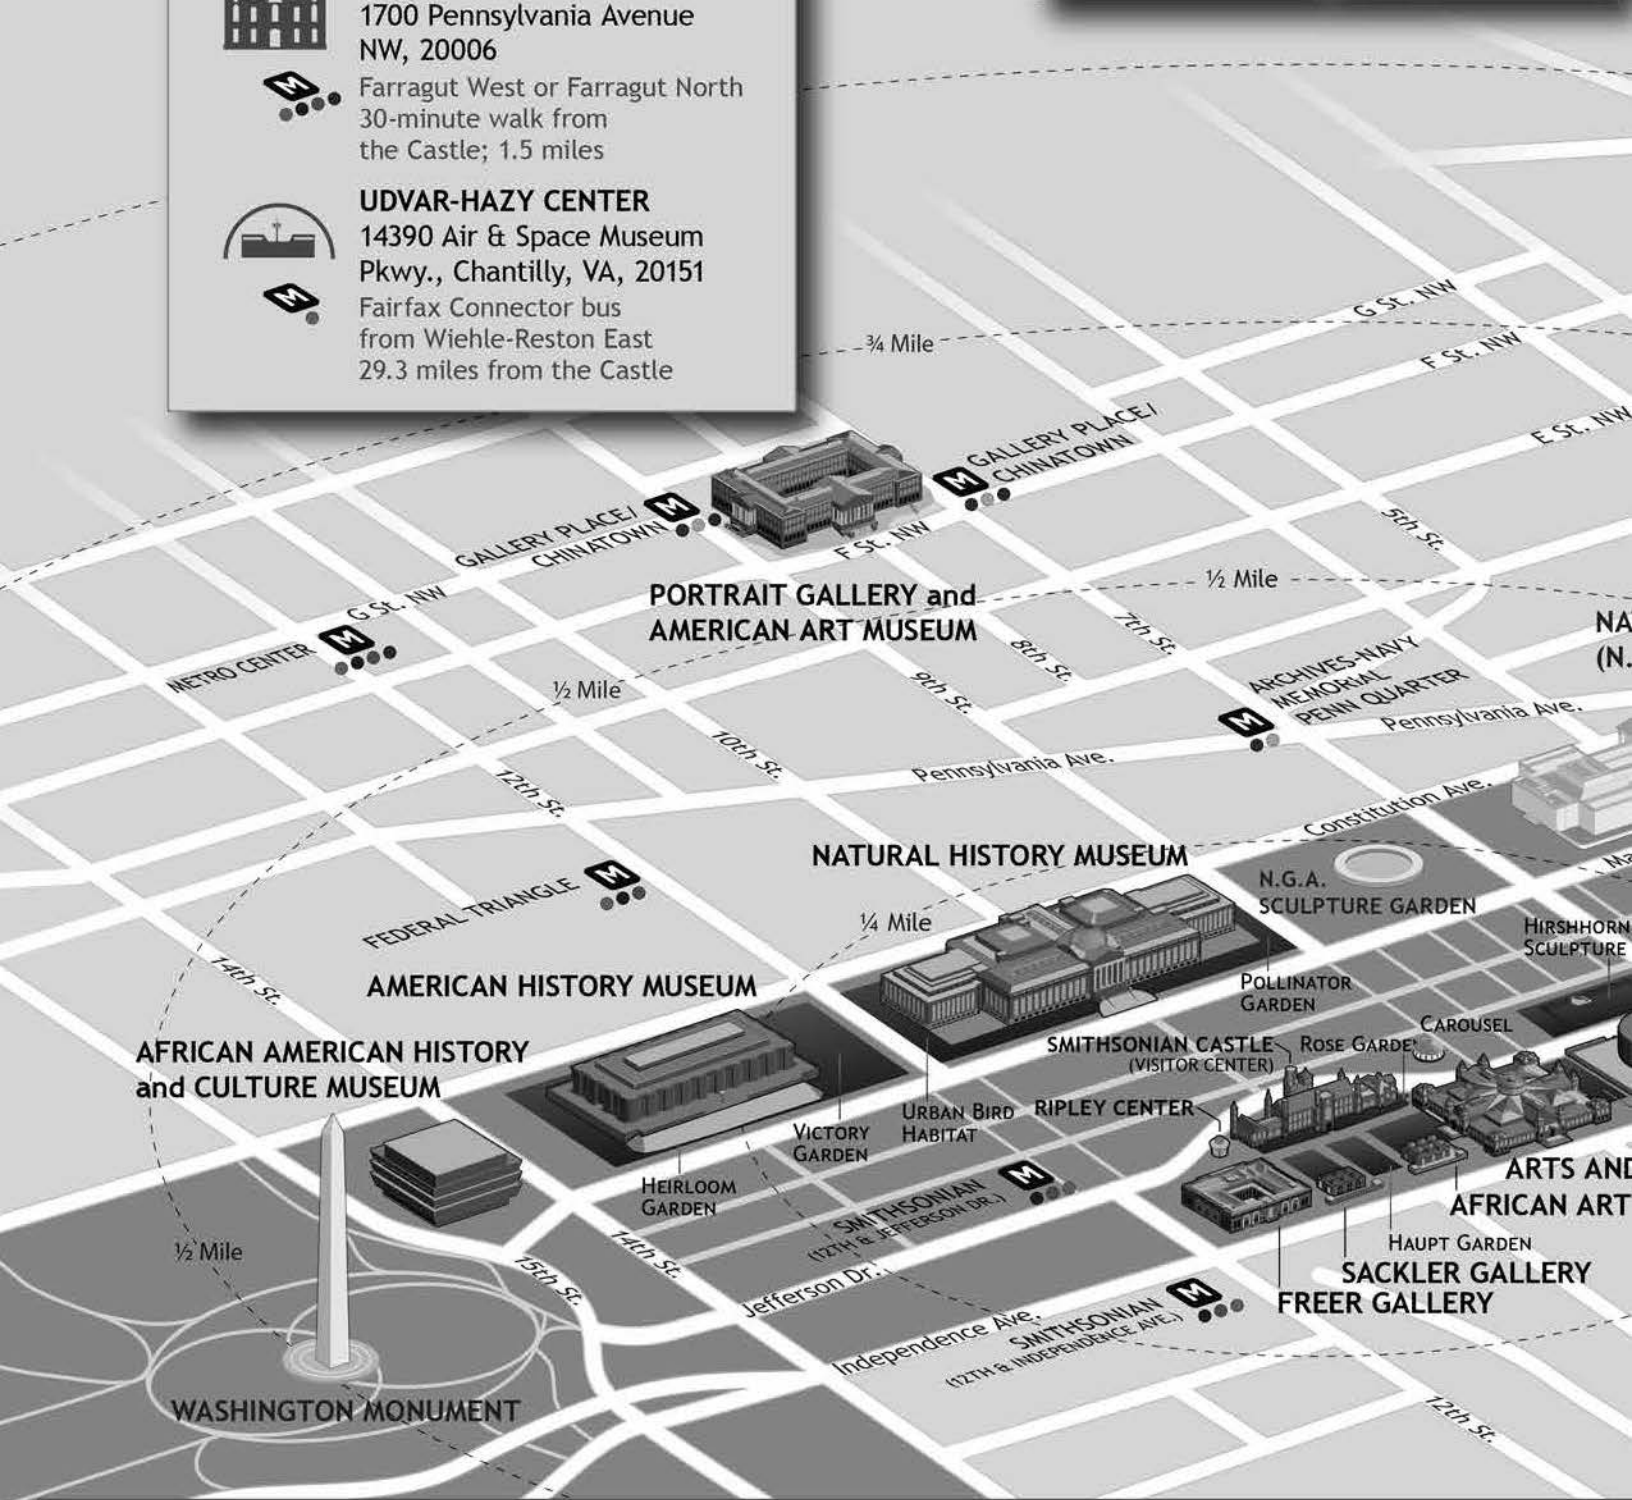 1700 Pennsylvania Avenue
NW, 20006
M
Farragut West or Farragut North
30-minute walk from
the Castle; 1.5 miles
UDVAR-HAZY CENTER
14390 Air & Space Museum
Pkwy., Chantilly, VA, 20151
M
Fairfax Connector bus
from Wiehle-Reston East
29.3 miles from the Castle
¾ Mile
G St. NW
F St. NW
E St. NW
GALLERY PLACE/
CHINATOWN
M
GALLERY PLACE/
CHINATOWN
M
F St. NW
5th St.
½ Mile
PORTRAIT GALLERY and
AMERICAN ART MUSEUM
G St. NW
METRO CENTER
M
½ Mile
7th St.
8th St.
9th St.
10th St.
12th St.
ARCHIVES-NAVY
MEMORIAL
PENN QUARTER
M
Pennsylvania Ave.
Pennsylvania Ave.
Constitution Ave.
NATURAL HISTORY MUSEUM
N.G.A.
SCULPTURE GARDEN
HIRSHHORN
SCULPTURE
FEDERAL TRIANGLE
M
¼ Mile
14th St.
AMERICAN HISTORY MUSEUM
POLLINATOR
GARDEN
CAROUSEL
SMITHSONIAN CASTLE
(VISITOR CENTER)
ROSE GARDE
AFRICAN AMERICAN HISTORY
and CULTURE MUSEUM
URBAN BIRD
HABITAT
RIPLEY CENTER
VICTORY
GARDEN
HEIRLOOM
GARDEN
SMITHSONIAN
(12TH & JEFFERSON DR.)
M
ARTS AND
AFRICAN ART
HAUPT GARDEN
SACKLER GALLERY
FREER GALLERY
½ Mile
15th St.
14th St.
Jefferson Dr.
Independence Ave.
SMITHSONIAN
(12TH & INDEPENDENCE AVE.)
M
WASHINGTON MONUMENT
12th St.